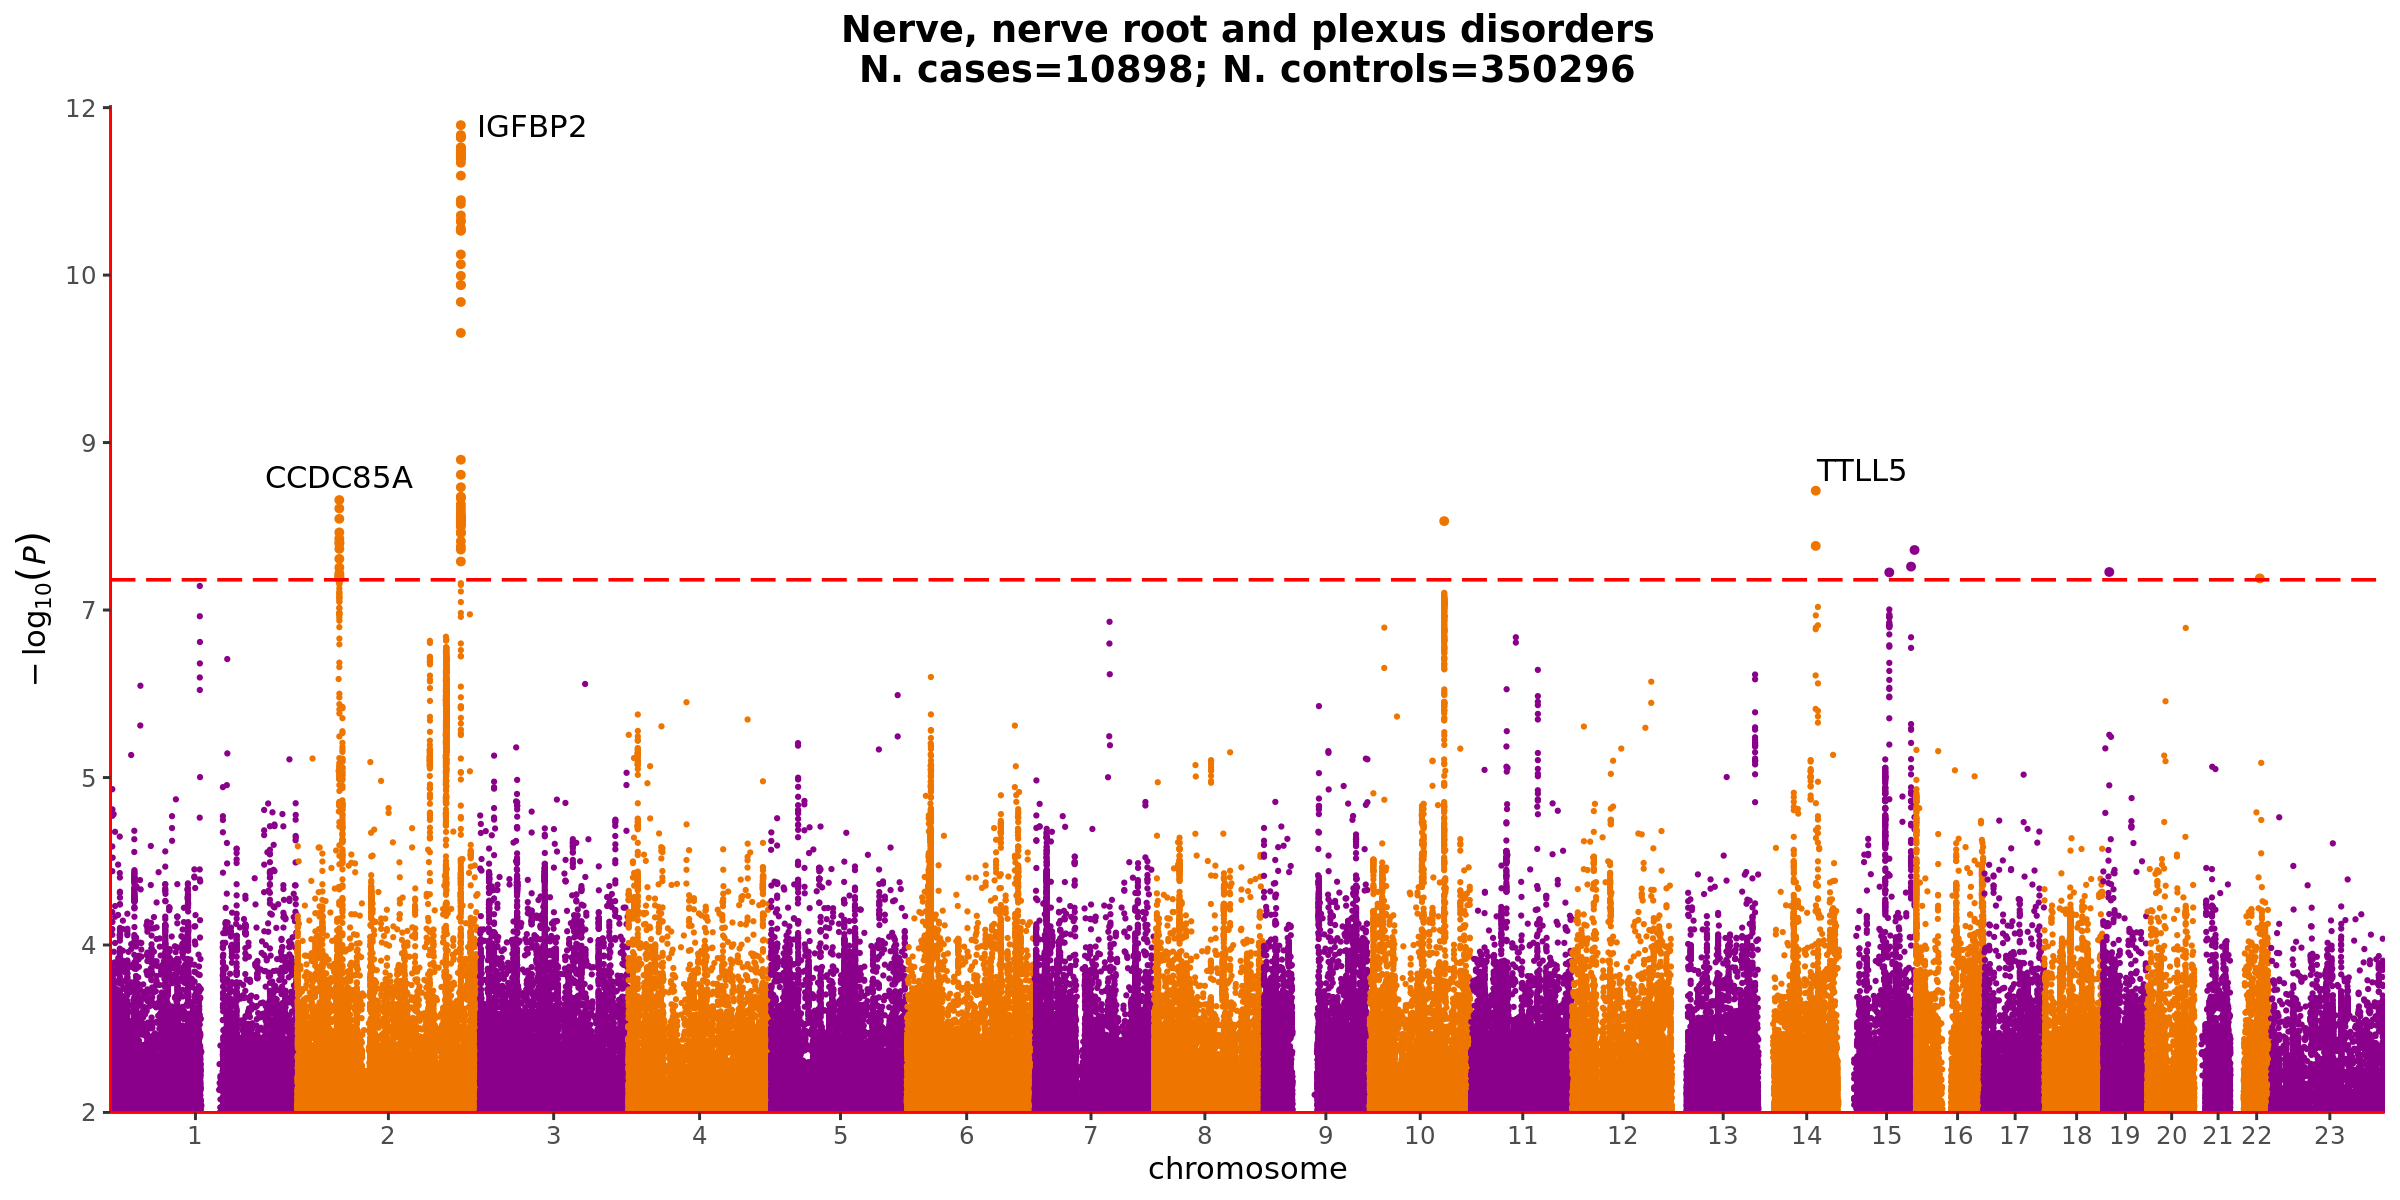 Nerve, nerve root and plexus disorders
N. cases=10898; N. controls=350296
12
IGFBP2
10
9
CCDC85A
TTLL5
7
5
4
2
−log10(P)
1 2 3 4 5 6 7 8 9 10 11 12 13 14 15 16 17 18 19 20 21 22 23
chromosome